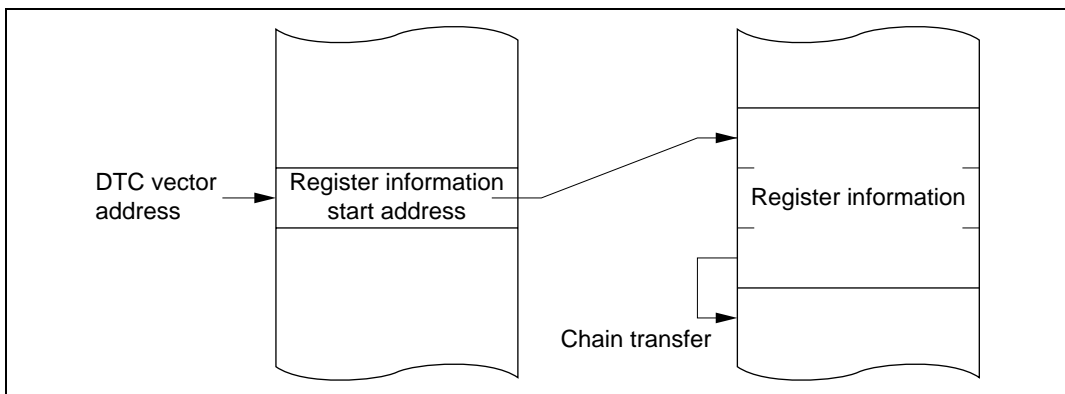 DTC vector
address
Register information
start address
Register information
Chain transfer